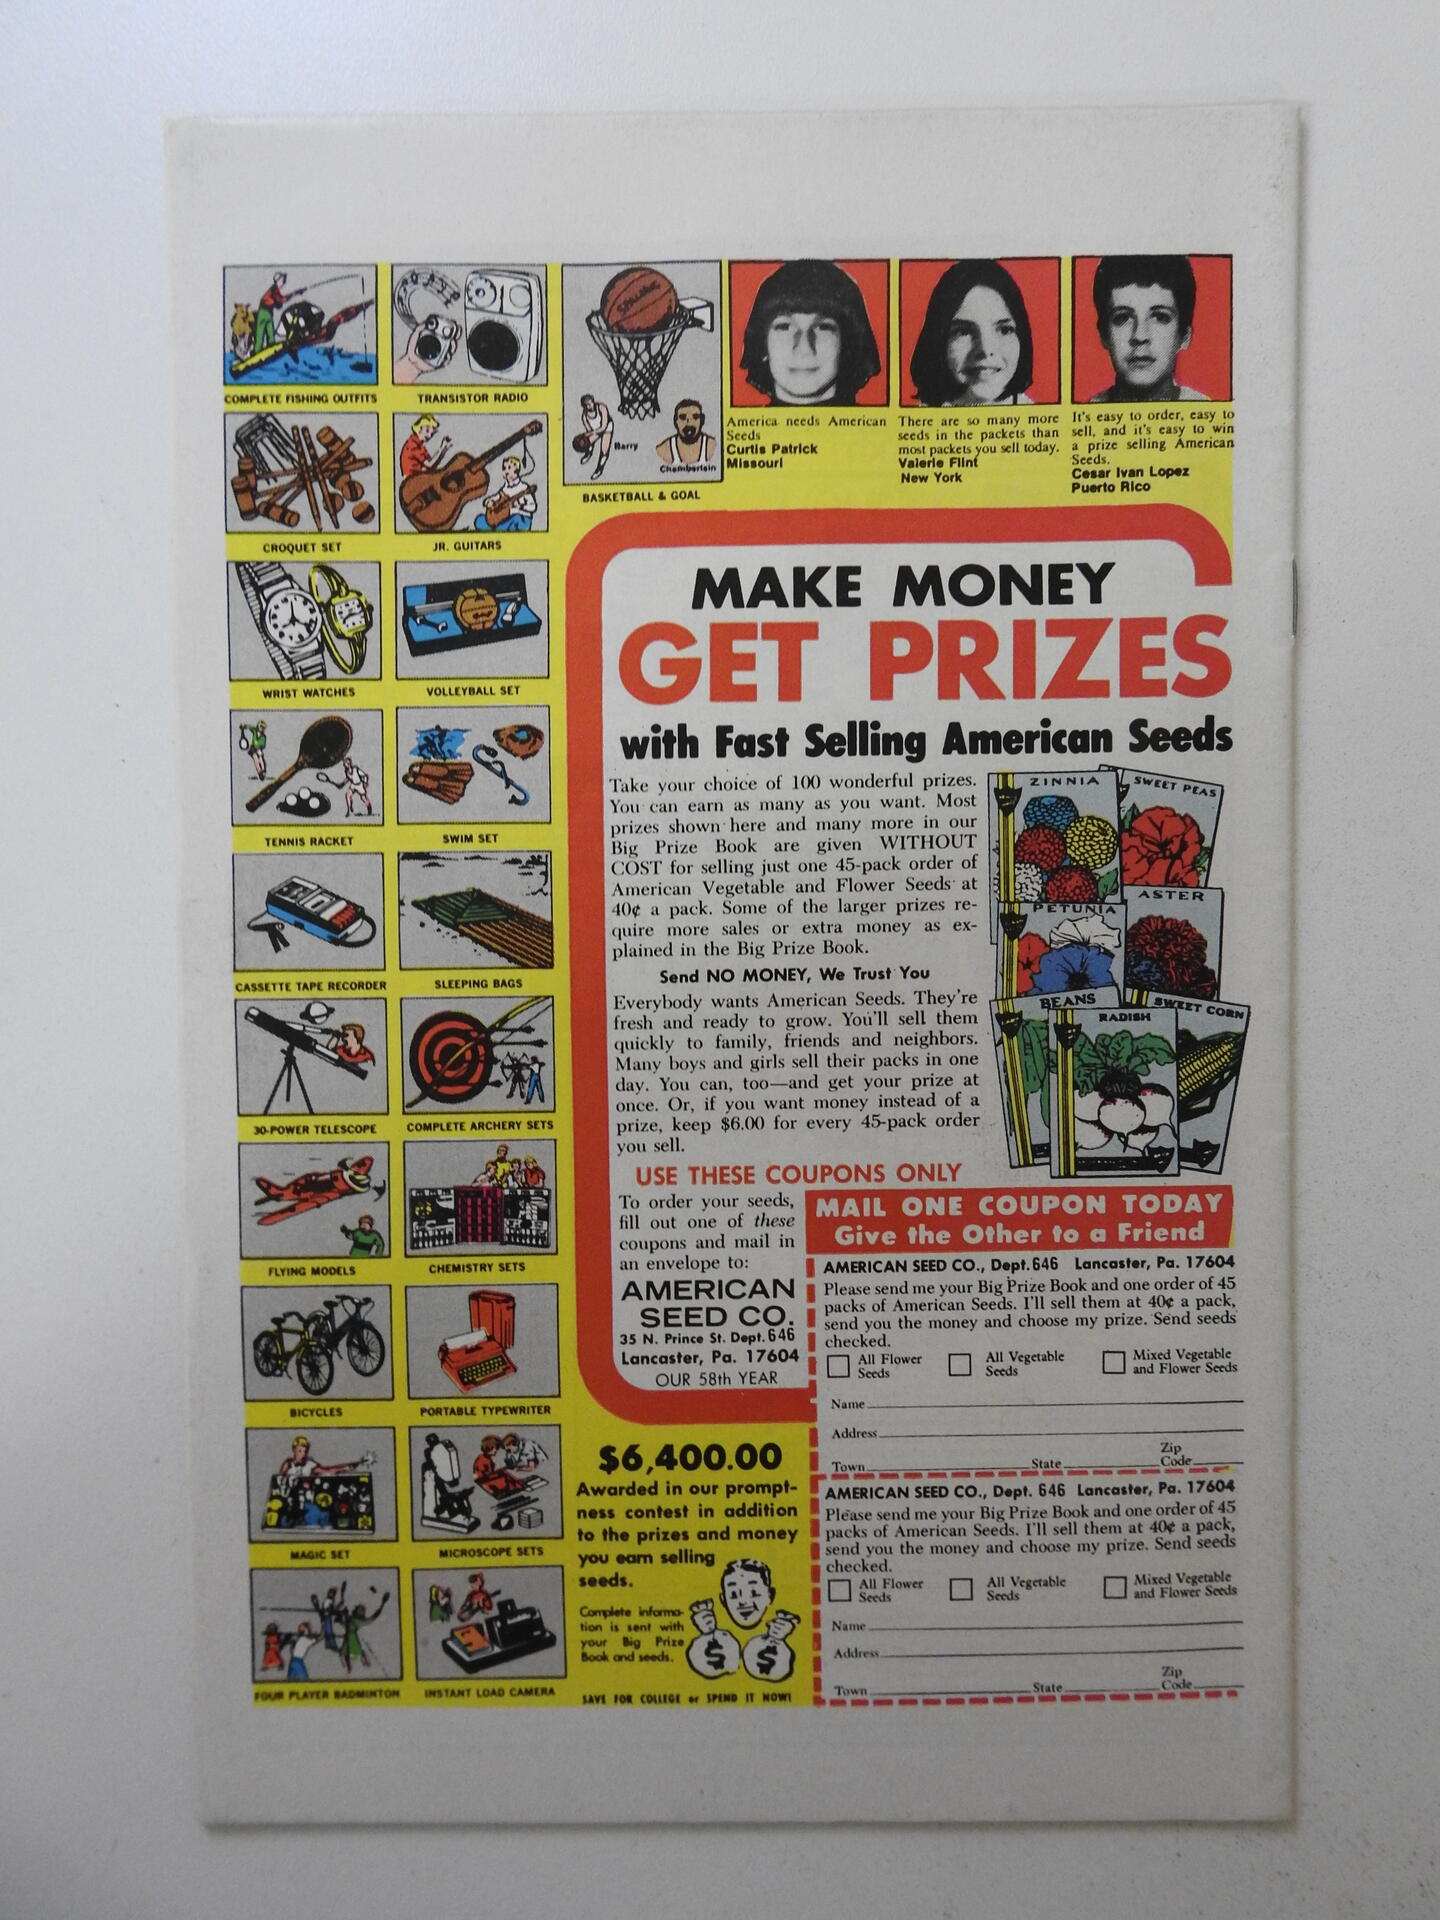 COMPLETE FISHING OUTFITS
TRANSISTOR RADIO
CROQUET SET
JR. GUITARS
WRIST WATCHES
VOLLEYBALL SET
TENNIS RACKET
SWIM SET
CASSETTE TAPE RECORDER
SLEEPING BAGS
30-POWER TELESCOPE
COMPLETE ARCHERY SETS
FLYING MODELS
CHEMISTRY SETS
BICYCLES
PORTABLE TYPEWRITER
MAGIC SET
MICROSCOPE SETS
FOUR PLAYER BADMINTON
INSTANT LOAD CAMERA
SPALDING
Barry
Chamberlain
BASKETBALL & GOAL
America needs American
Seeds
Curtis Patrick
Missouri
There are so many more
seeds in the packets than
most packets you sell today.
Valerie Flint
New York
It's easy to order, easy to
sell, and it's easy to win
a prize selling American
Seeds.
Cesar Ivan Lopez
Puerto Rico
MAKE MONEY
GET PRIZES
with Fast Selling American Seeds
Take your choice of 100 wonderful prizes.
You can earn as many as you want. Most
prizes shown here and many more in our
Big Prize Book are given WITHOUT
COST for selling just one 45-pack order of
American Vegetable and Flower Seeds at
40¢ a pack. Some of the larger prizes re-
quire more sales or extra money as ex-
plained in the Big Prize Book.
Send NO MONEY, We Trust You
Everybody wants American Seeds. They're
fresh and ready to grow. You'll sell them
quickly to family, friends and neighbors.
Many boys and girls sell their packs in one
day. You can, too—and get your prize at
once. Or, if you want money instead of a
prize, keep $6.00 for every 45-pack order
you sell.
ZINNIA
SWEET PEAS
PETUNIA
ASTER
BEANS
RADISH
SWEET CORN
USE THESE COUPONS ONLY
To order your seeds,
fill out one of these
coupons and mail in
an envelope to:
AMERICAN
SEED CO.
35 N. Prince St. Dept. 646
Lancaster, Pa. 17604
OUR 58th YEAR
$6,400.00
Awarded in our prompt-
ness contest in addition
to the prizes and money
you earn selling
seeds.
Complete informa-
tion is sent with
your Big Prize
Book and seeds.
$ $
SAVE FOR COLLEGE or SPEND IT NOW!
MAIL ONE COUPON TODAY
Give the Other to a Friend
AMERICAN SEED CO., Dept. 646 Lancaster, Pa. 17604
Please send me your Big Prize Book and one order of 45
packs of American Seeds. I'll sell them at 40¢ a pack,
send you the money and choose my prize. Send seeds
checked.
All Flower
Seeds
All Vegetable
Seeds
Mixed Vegetable
and Flower Seeds
Name
Address
Town State Zip
Code
AMERICAN SEED CO., Dept. 646 Lancaster, Pa. 17604
Please send me your Big Prize Book and one order of 45
packs of American Seeds. I'll sell them at 40¢ a pack,
send you the money and choose my prize. Send seeds
checked.
All Flower
Seeds
All Vegetable
Seeds
Mixed Vegetable
and Flower Seeds
Name
Address
Town State Zip
Code